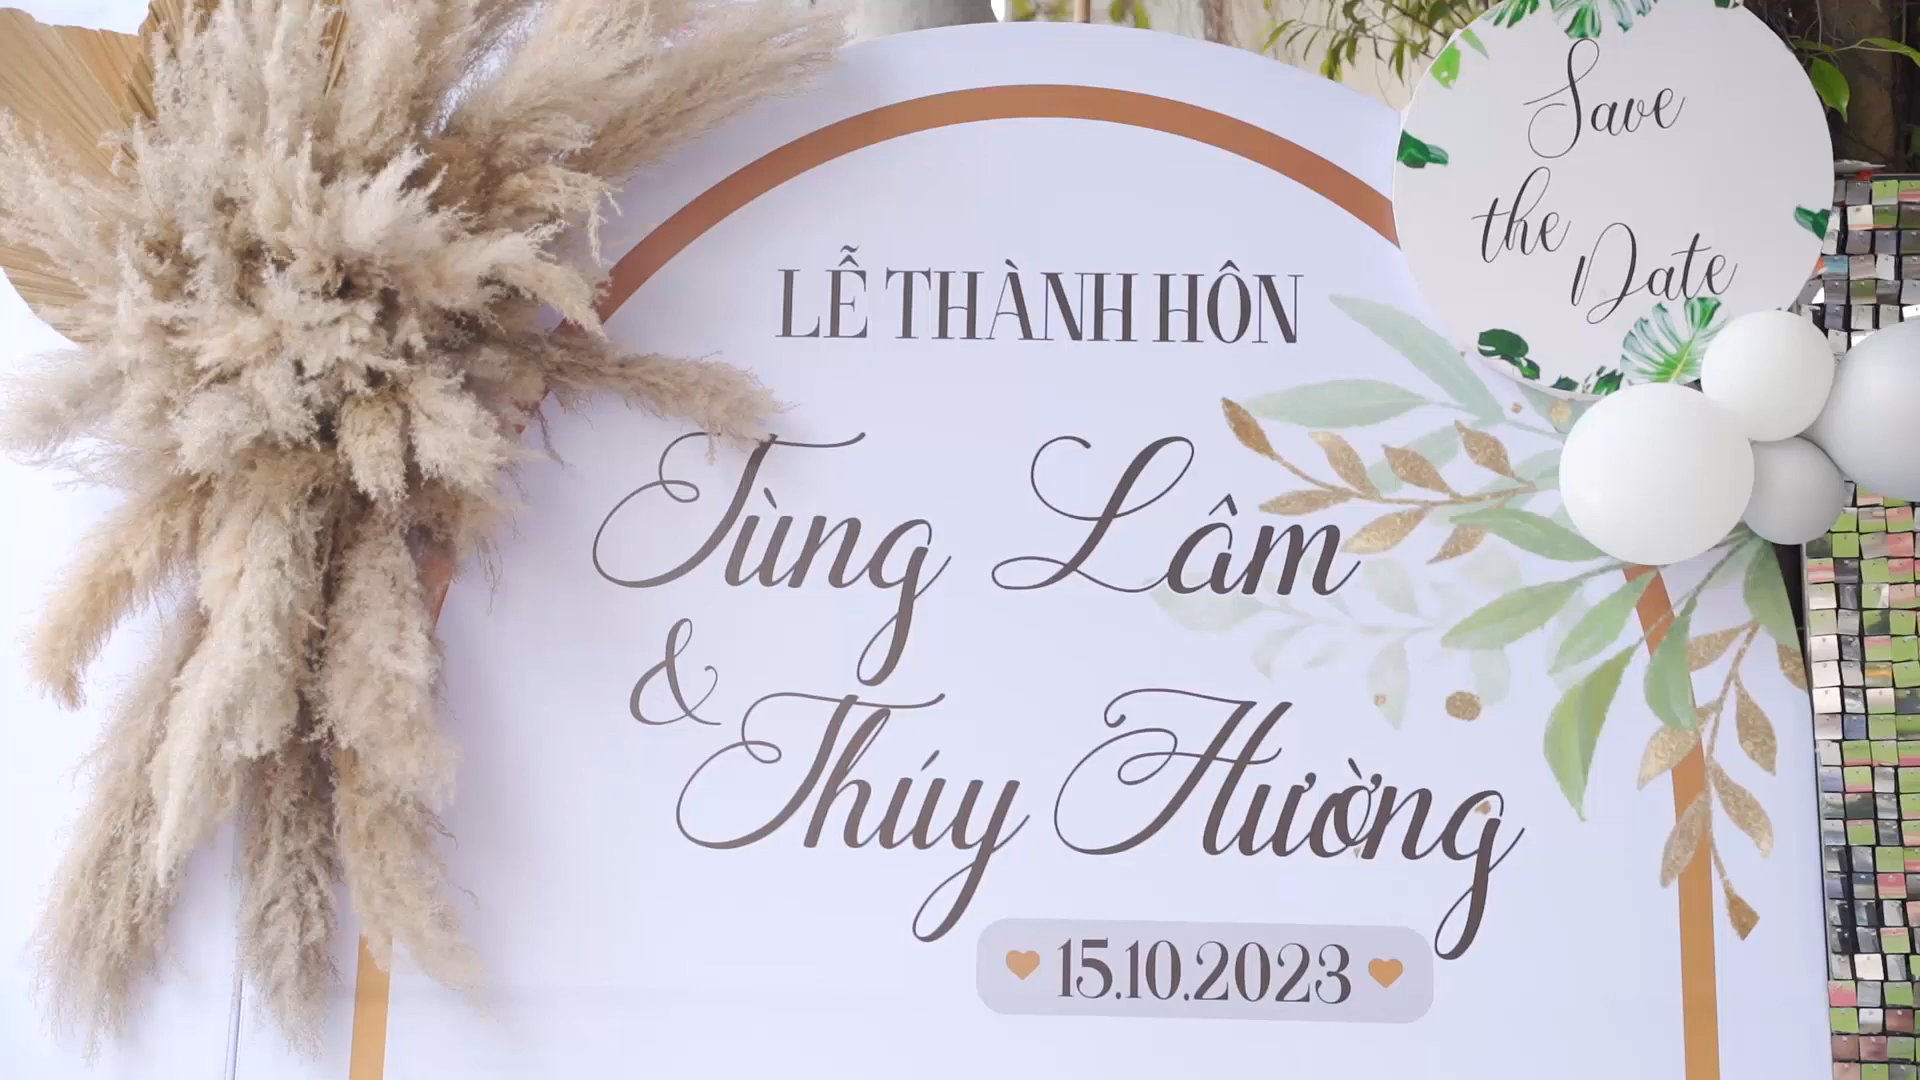 Save
the
Date
LỄ THÀNH HÔN
Tùng Lâm
&
Thúy Hường
15.10.2023